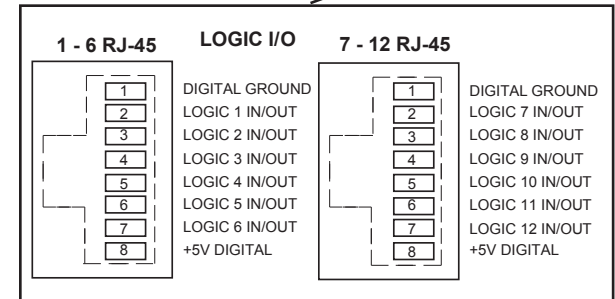 LOGIC I/O
1 - 6 RJ-45
1 DIGITAL GROUND
2 LOGIC 1 IN/OUT
3 LOGIC 2 IN/OUT
4 LOGIC 3 IN/OUT
5 LOGIC 4 IN/OUT
6 LOGIC 5 IN/OUT
7 LOGIC 6 IN/OUT
8 +5V DIGITAL
7 - 12 RJ-45
1 DIGITAL GROUND
2 LOGIC 7 IN/OUT
3 LOGIC 8 IN/OUT
4 LOGIC 9 IN/OUT
5 LOGIC 10 IN/OUT
6 LOGIC 11 IN/OUT
7 LOGIC 12 IN/OUT
8 +5V DIGITAL